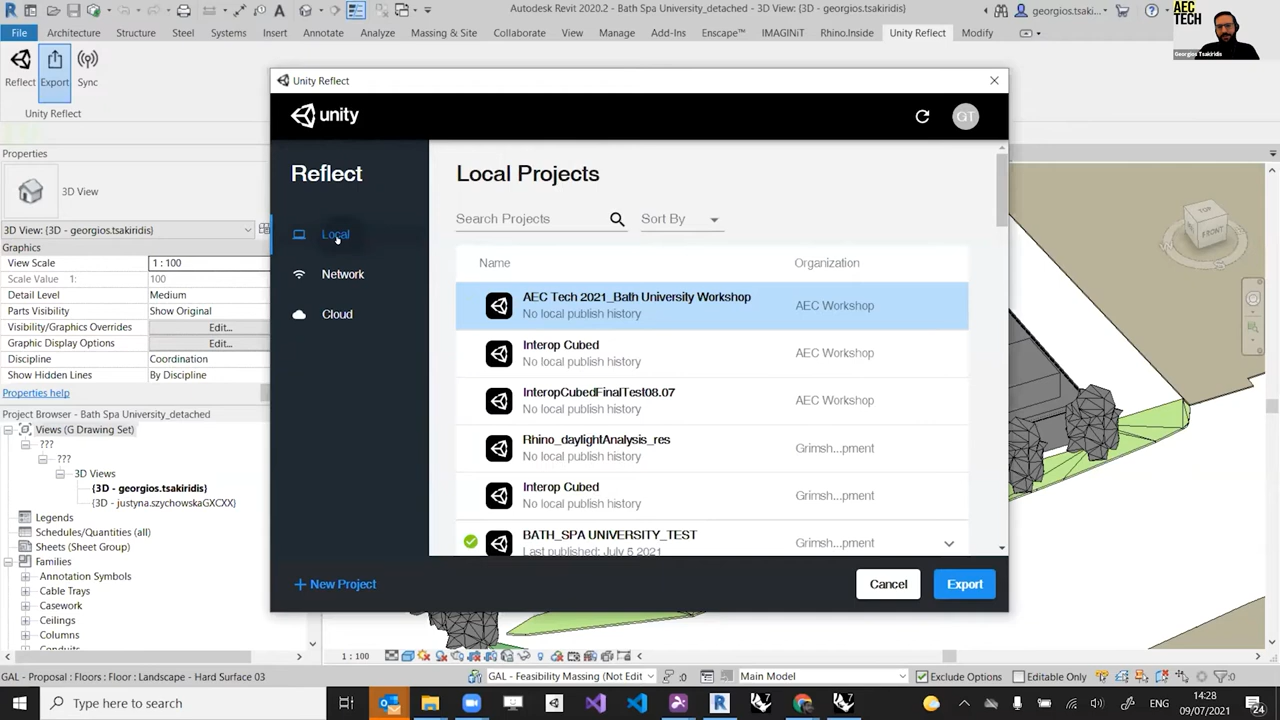 Autodesk Revit 2020.2 - Bath Spa University_detached
georgios.tsaki...
AEC
TECH
Georgios Tsakiridis
File Architecture Structure Steel Systems Insert Annotate Analyze Massing & Site Collaborate View Manage Add-Ins Enscape™ IMAGINiT Rhino.Inside Unity Reflect Modify
Reflect Export Sync
Unity Reflect
Unity Reflect
unity
GT
Reflect
Local
Network
Cloud
Local Projects
Search Projects Sort By
Name Organization
AEC Tech 2021_Bath University Workshop
No local publish history
AEC Workshop
Interop Cubed
No local publish history
AEC Workshop
InteropCubedFinalTest08.07
No local publish history
AEC Workshop
Rhino_daylightAnalysis_res
No local publish history
Grimsh...pment
Interop Cubed
No local publish history
Grimsh...pment
BATH_SPA UNIVERSITY_TEST
Last published: July 5 2021
Grimsh...pment
+ New Project
Cancel Export
Properties
3D View
3D View: {3D - georgios.tsakiridis}
Graphics
View Scale 1 : 100
Scale Value 1: 100
Detail Level Medium
Parts Visibility Show Original
Visibility/Graphics Overrides Edit...
Graphic Display Options Edit...
Discipline Coordination
Show Hidden Lines By Discipline
Properties help
Project Browser - Bath Spa University_detached
Views (G Drawing Set)
???
???
3D Views
{3D - georgios.tsakiridis}
{3D - justyna.szychowskaGXCXX}
Legends
Schedules/Quantities (all)
Sheets (Sheet Group)
Families
Annotation Symbols
Cable Trays
Casework
Ceilings
Columns
TOP
FRONT
1 : 100
GAL - Proposal : Floors : Floor : Landscape - Hard Surface 03
GAL - Feasibility Massing (Not Edit
:0
Main Model
Exclude Options
Editable Only
:0
Type here to search
ENG
14:28
09/07/2021
24